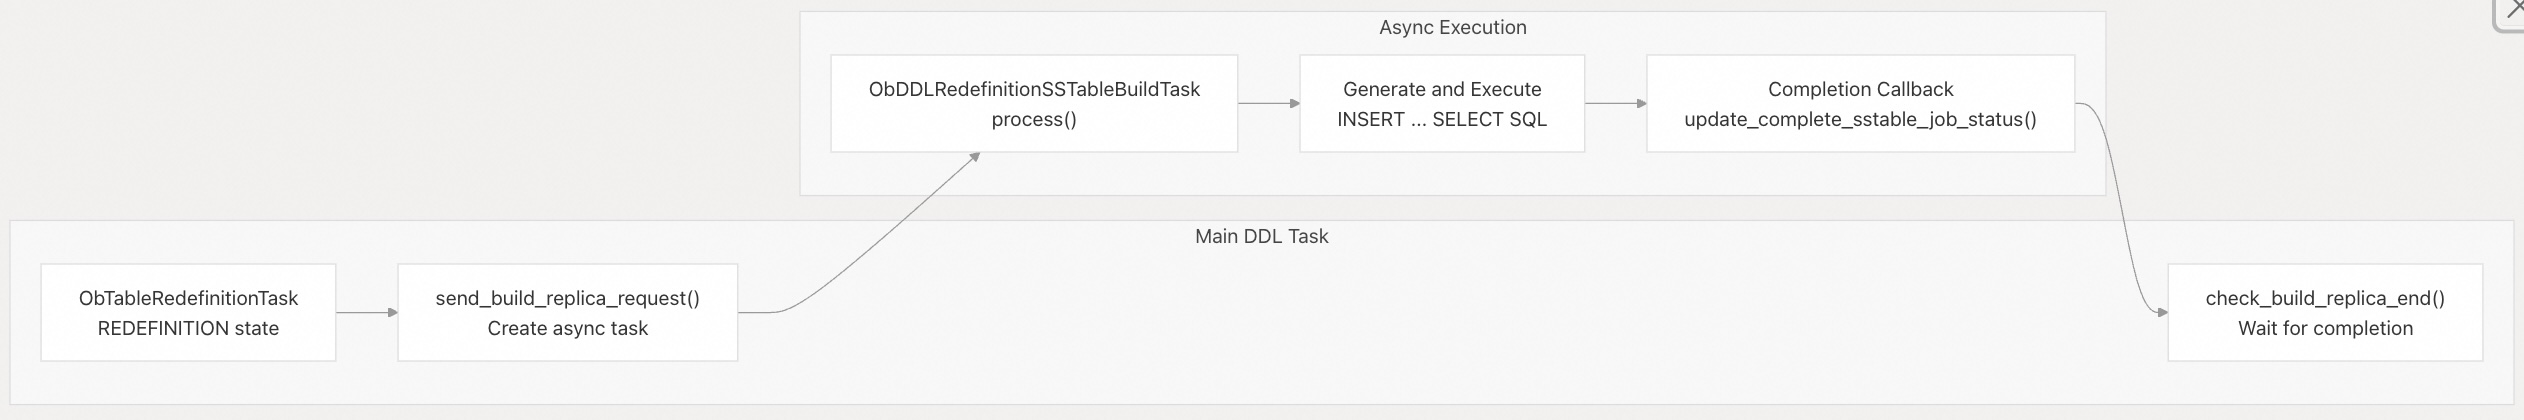 Async Execution
ObDDLRedefinitionSSTableBuildTask
process()
Generate and Execute
INSERT ... SELECT SQL
Completion Callback
update_complete_sstable_job_status()
Main DDL Task
ObTableRedefinitionTask
REDEFINITION state
send_build_replica_request()
Create async task
check_build_replica_end()
Wait for completion